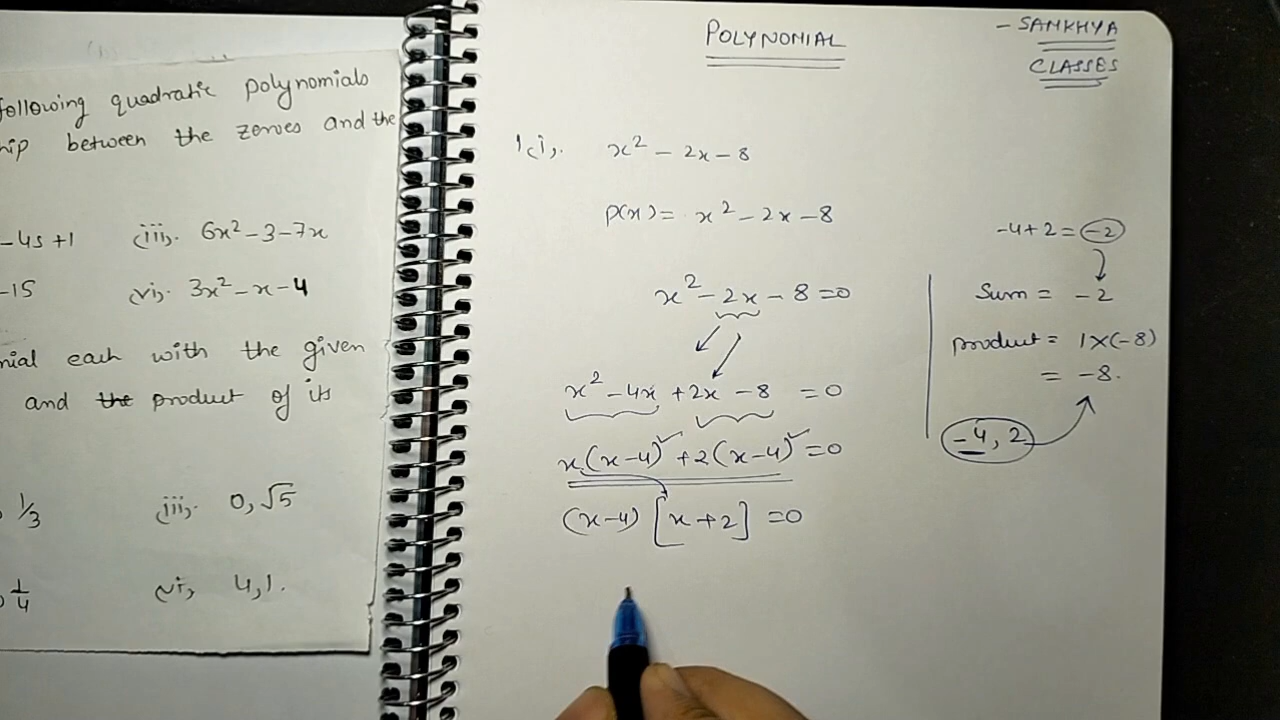 following quadratic polynomials
hip between the zeroes and the
-4s +1 (iii). 6x² - 3 - 7x
-15 (vi). 3x² - x - 4
nial each with the given
and the product of its
1/3 (iii). 0, √5
1/4 (vi), 4, 1.
POLYNOMIAL
- SAMKHYA
CLASSES
1(i). x² - 2x - 8
p(x) = x² - 2x - 8
x² - 2x - 8 = 0
x² - 4x + 2x - 8 = 0
x(x-4) + 2(x-4) = 0
(x-4) [x+2] = 0
-4+2 = -2
Sum = -2
product = 1×(-8)
= -8.
-4, 2